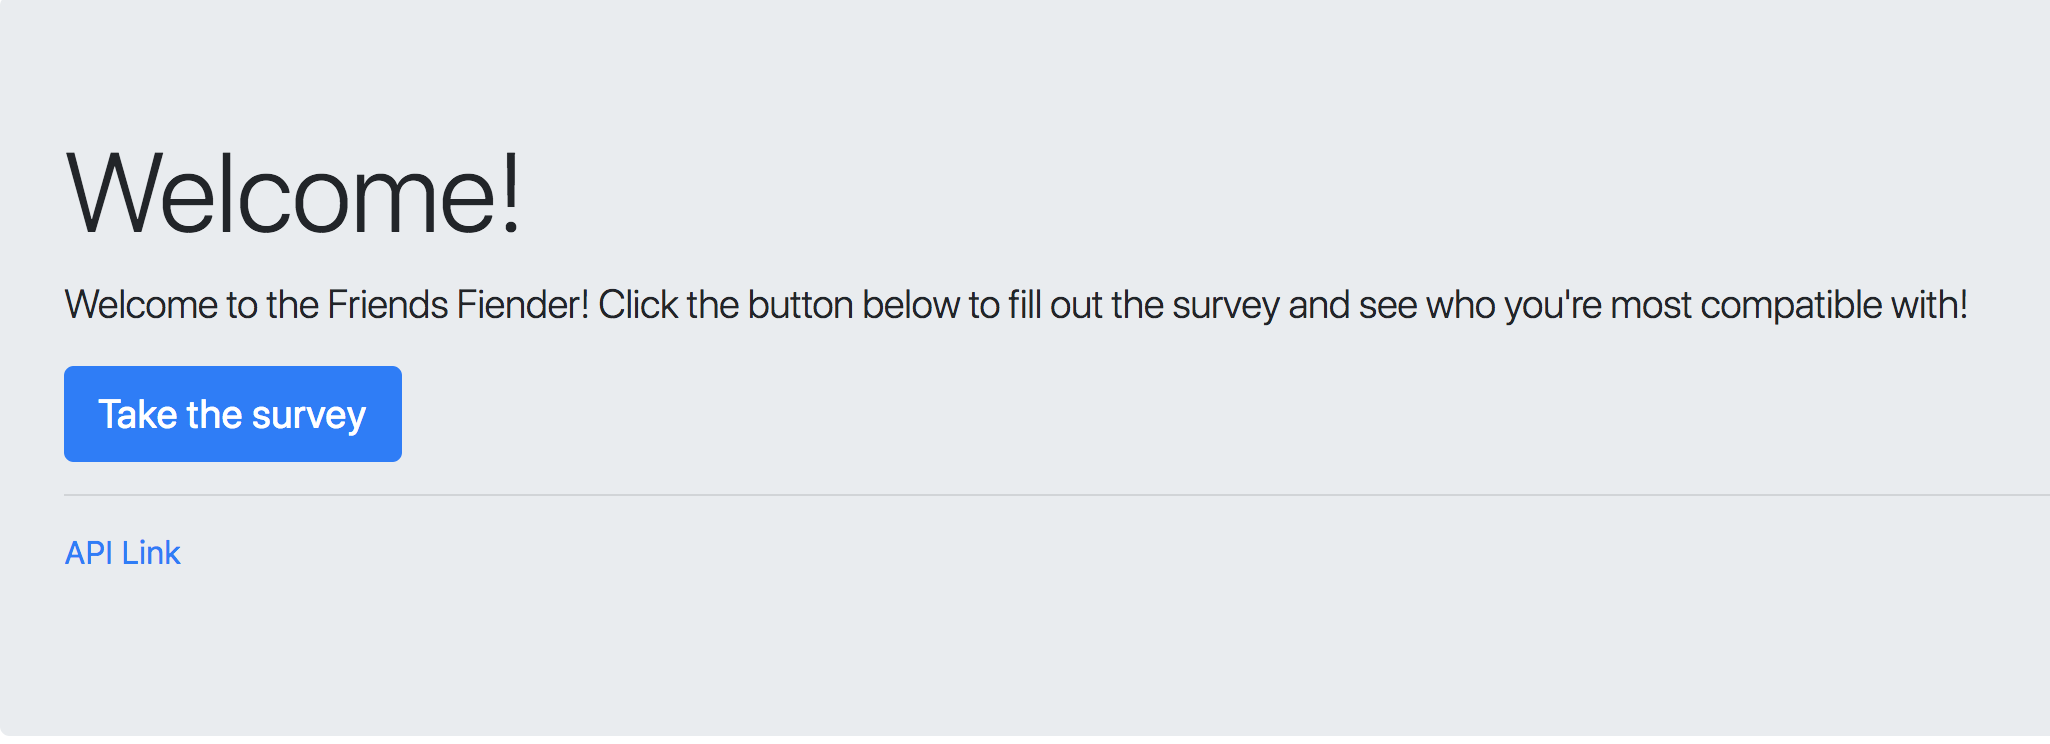 Welcome!
Welcome to the Friends Fiender! Click the button below to fill out the survey and see who you're most compatible with!
Take the survey
API Link